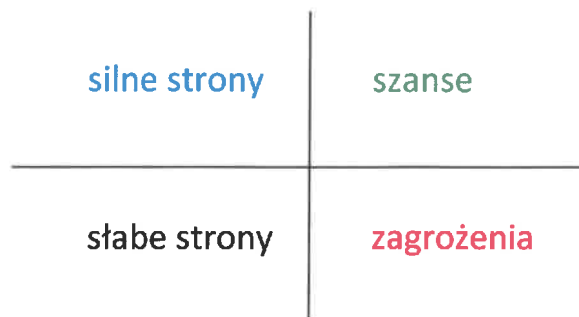 silne strony
szanse
słabe strony
zagrożenia